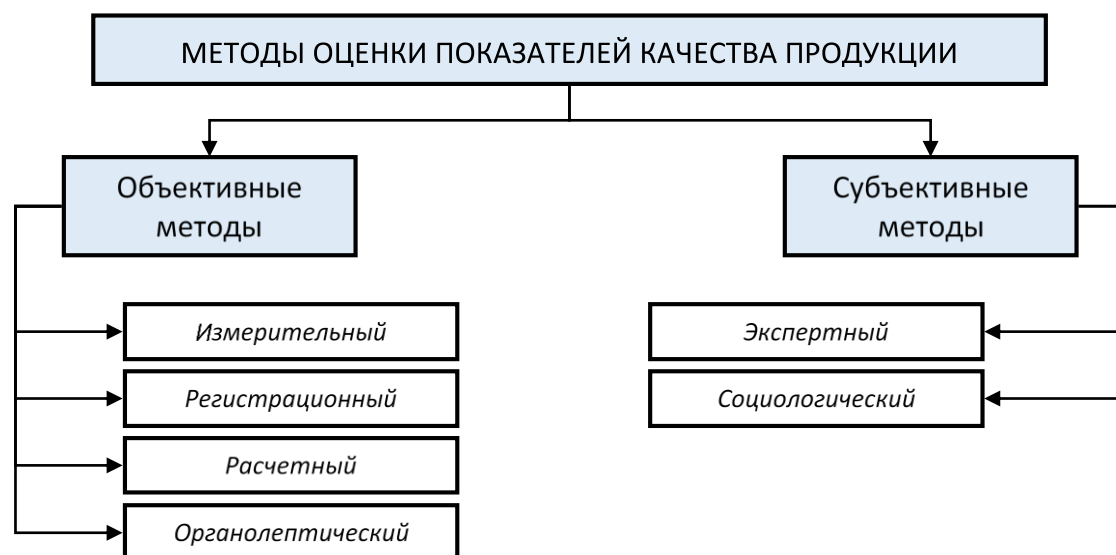 МЕТОДЫ ОЦЕНКИ ПОКАЗАТЕЛЕЙ КАЧЕСТВА ПРОДУКЦИИ
Объективные
методы
Измерительный
Регистрационный
Расчетный
Органолептический
Субъективные
методы
Экспертный
Социологический